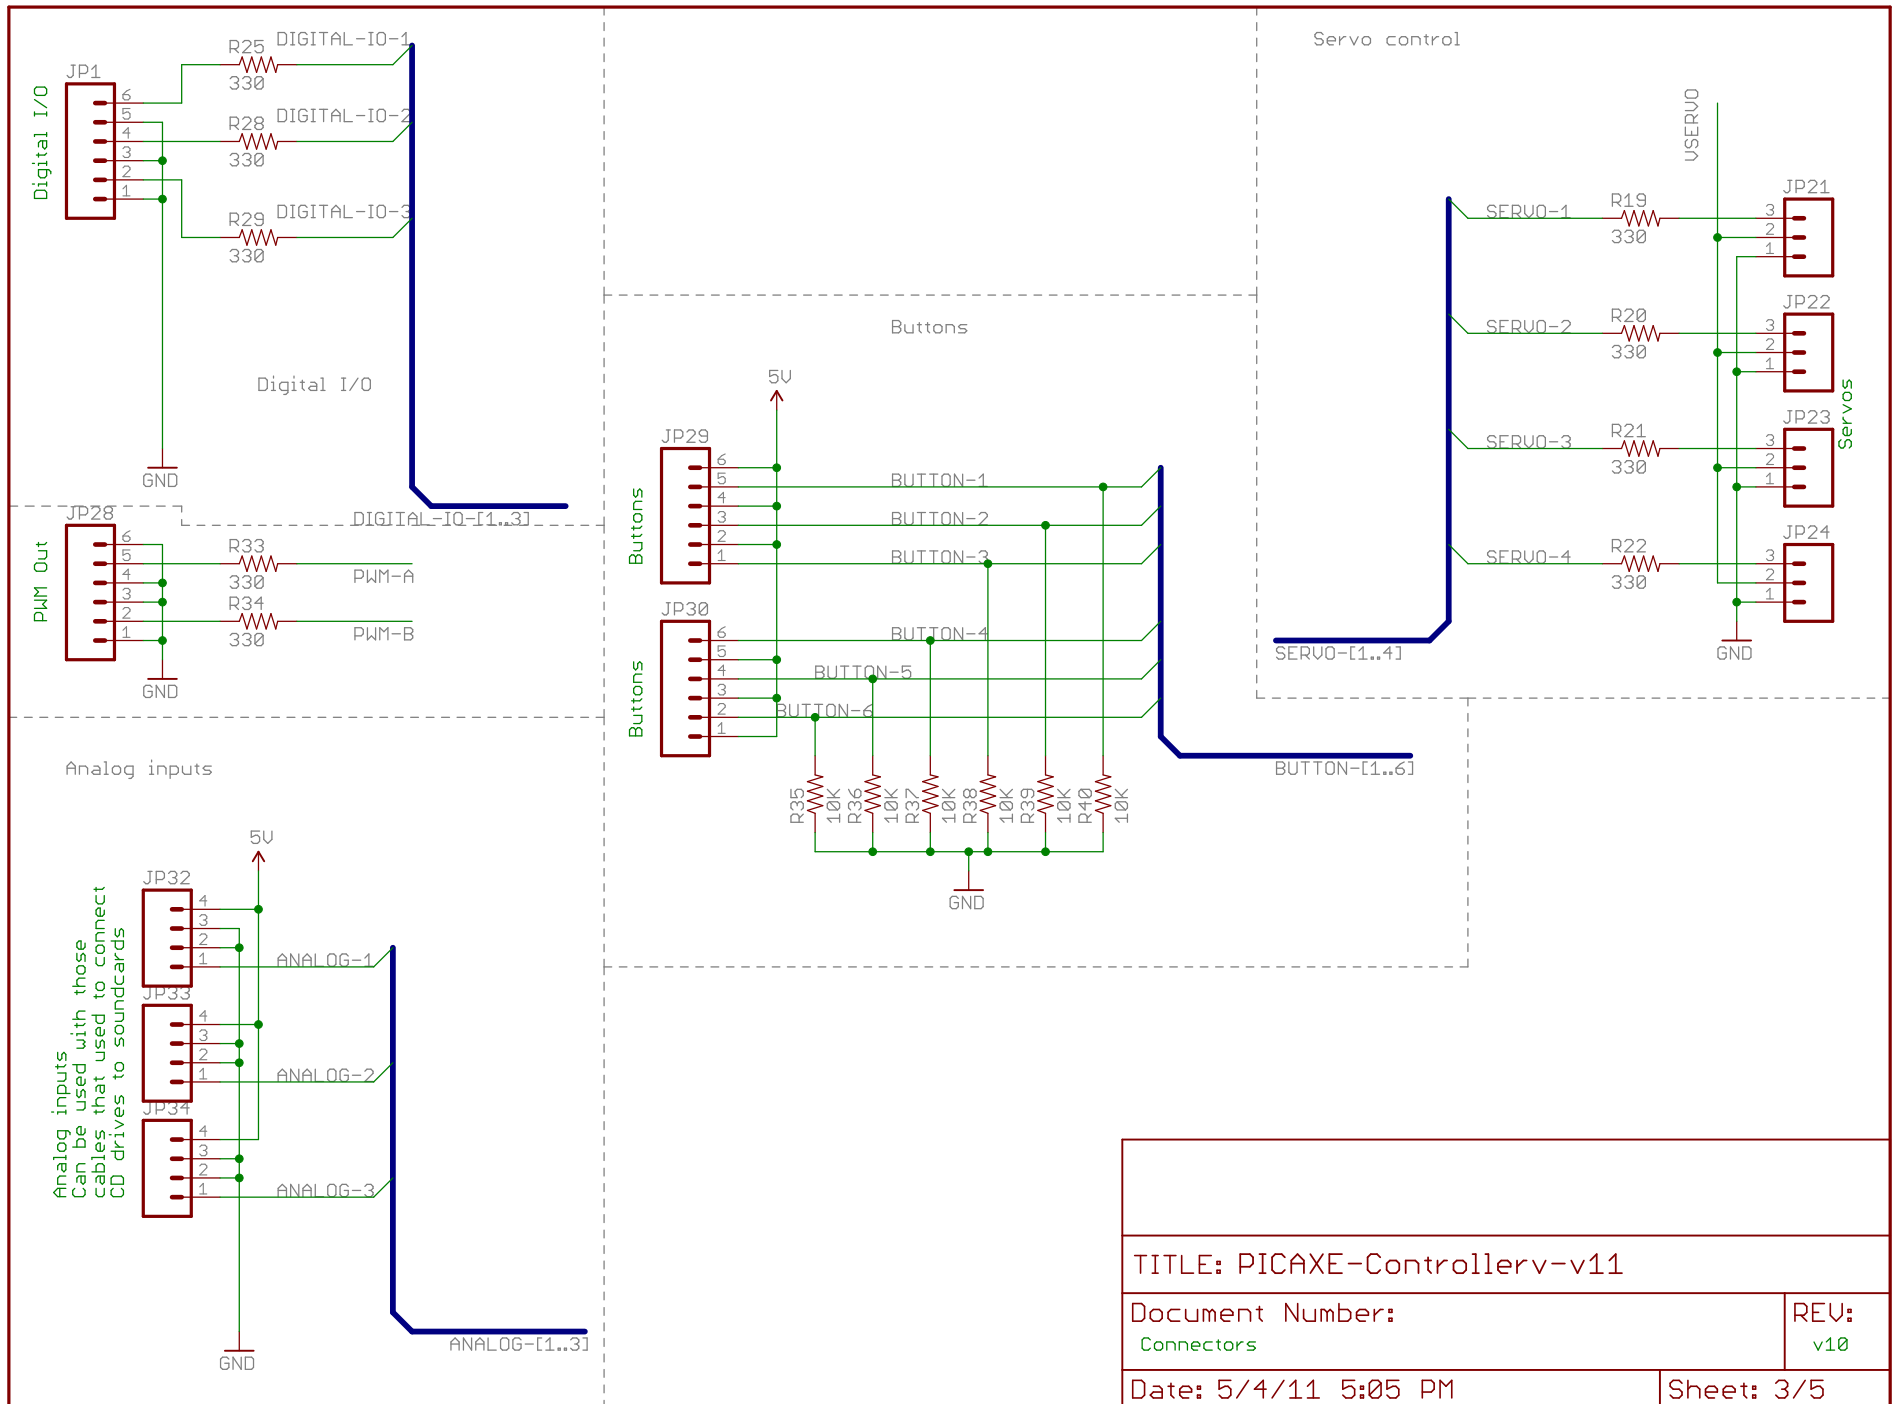 DIGITAL-IO-1
R25
330
JP1
6
5
4
3
2
1
Digital I/O
DIGITAL-IO-2
R28
330
DIGITAL-IO-3
R29
330
Digital I/O
GND
DIGITAL-IO-[1..3]
JP28
6
5
4
3
2
1
PWM Out
R33
330
PWM-A
R34
330
PWM-B
GND
Analog inputs
5V
JP32
4
3
2
1
ANALOG-1
JP33
4
3
2
1
ANALOG-2
JP34
4
3
2
1
ANALOG-3
Analog inputs
Can be used with those
cables that used to connect
CD drives to soundcards
GND
ANALOG-[1..3]
Buttons
5V
JP29
6
5
4
3
2
1
Buttons
BUTTON-1
BUTTON-2
BUTTON-3
JP30
6
5
4
3
2
1
Buttons
BUTTON-4
BUTTON-5
BUTTON-6
R35
10K
R36
10K
R37
10K
R38
10K
R39
10K
R40
10K
GND
BUTTON-[1..6]
Servo control
VSERVO
SERVO-1
R19
330
JP21
3
2
1
SERVO-2
R20
330
JP22
3
2
1
Servos
SERVO-3
R21
330
JP23
3
2
1
SERVO-4
R22
330
JP24
3
2
1
GND
SERVO-[1..4]
TITLE: PICAXE-Controllerv-v11
Document Number:
Connectors
REV:
v10
Date: 5/4/11 5:05 PM
Sheet: 3/5